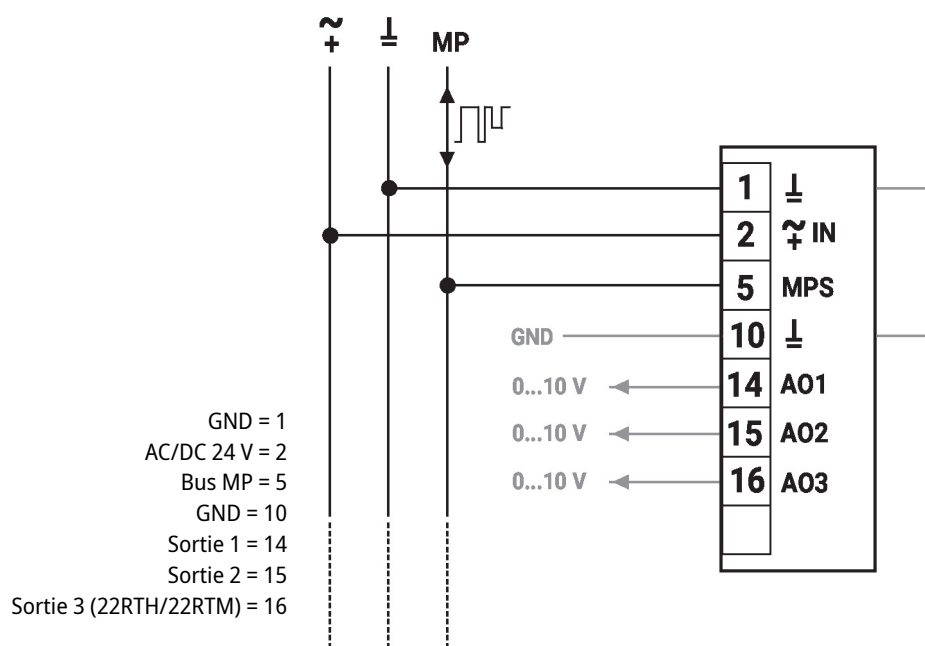 ~
+
⊥
MP
1 ⊥
2 ~ + IN
5 MPS
GND 10 ⊥
0...10 V 14 AO1
0...10 V 15 AO2
0...10 V 16 AO3
GND = 1
AC/DC 24 V = 2
Bus MP = 5
GND = 10
Sortie 1 = 14
Sortie 2 = 15
Sortie 3 (22RTH/22RTM) = 16